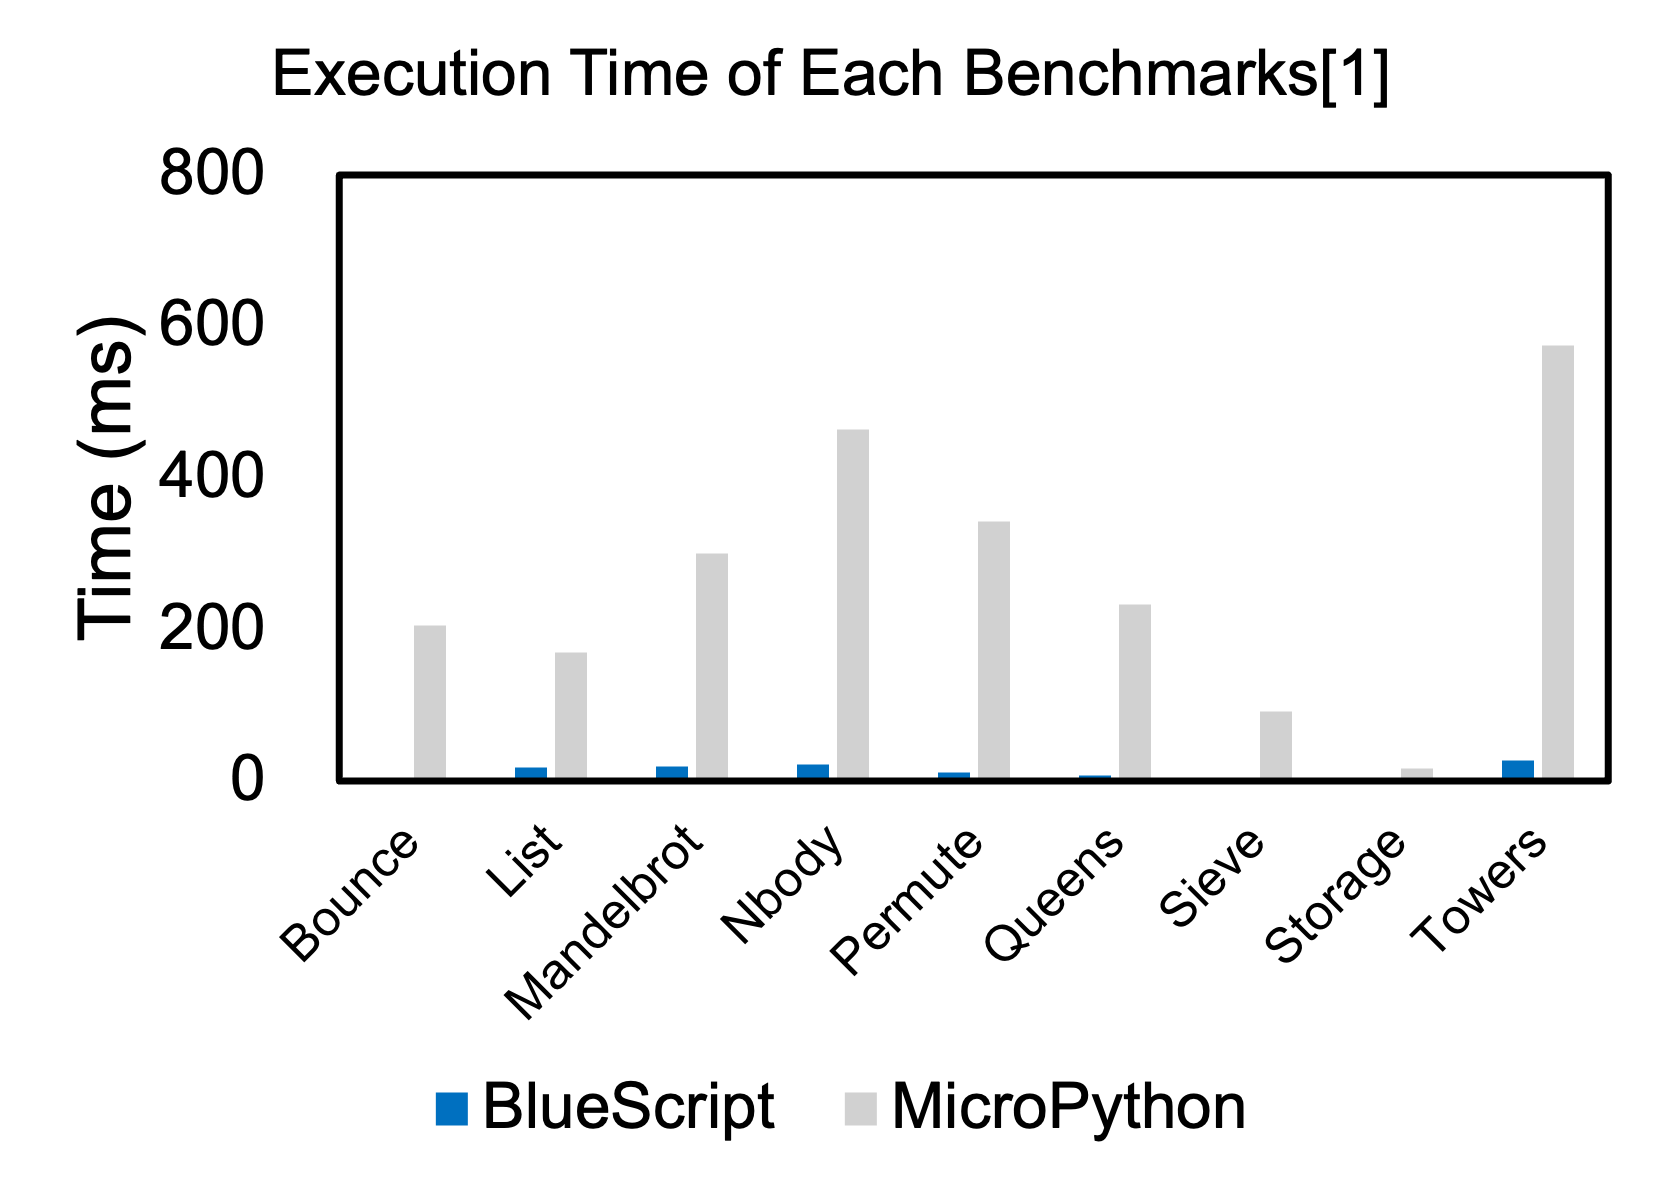 Execution Time of Each Benchmarks[1]
800
600
400
200
0
Time (ms)
Bounce
List
Mandelbrot
Nbody
Permute
Queens
Sieve
Storage
Towers
BlueScript
MicroPython